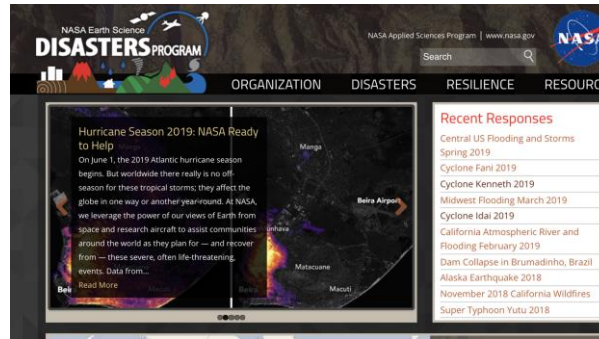 NASA Earth Science
DISASTERS PROGRAM
NASA Applied Sciences Program | www.nasa.gov
Search
NASA
ORGANIZATION DISASTERS RESILIENCE RESOURC
Hurricane Season 2019: NASA Ready
to Help
On June 1, the 2019 Atlantic hurricane season
begins. But worldwide there really is no off-
season for these tropical storms; they affect the
globe in one way or another year-round. At NASA,
we leverage the power of our views of Earth from
space and research aircraft to assist communities
around the world as they plan for — and recover
from — these severe, often life-threatening,
events. Data from...
Read More
Manga
Beira Airport
Matacuane
Macuti
Beira
Macuti
Recent Responses
Central US Flooding and Storms
Spring 2019
Cyclone Fani 2019
Cyclone Kenneth 2019
Midwest Flooding March 2019
Cyclone Idai 2019
California Atmospheric River and
Flooding February 2019
Dam Collapse in Brumadinho, Brazil
Alaska Earthquake 2018
November 2018 California Wildfires
Super Typhoon Yutu 2018